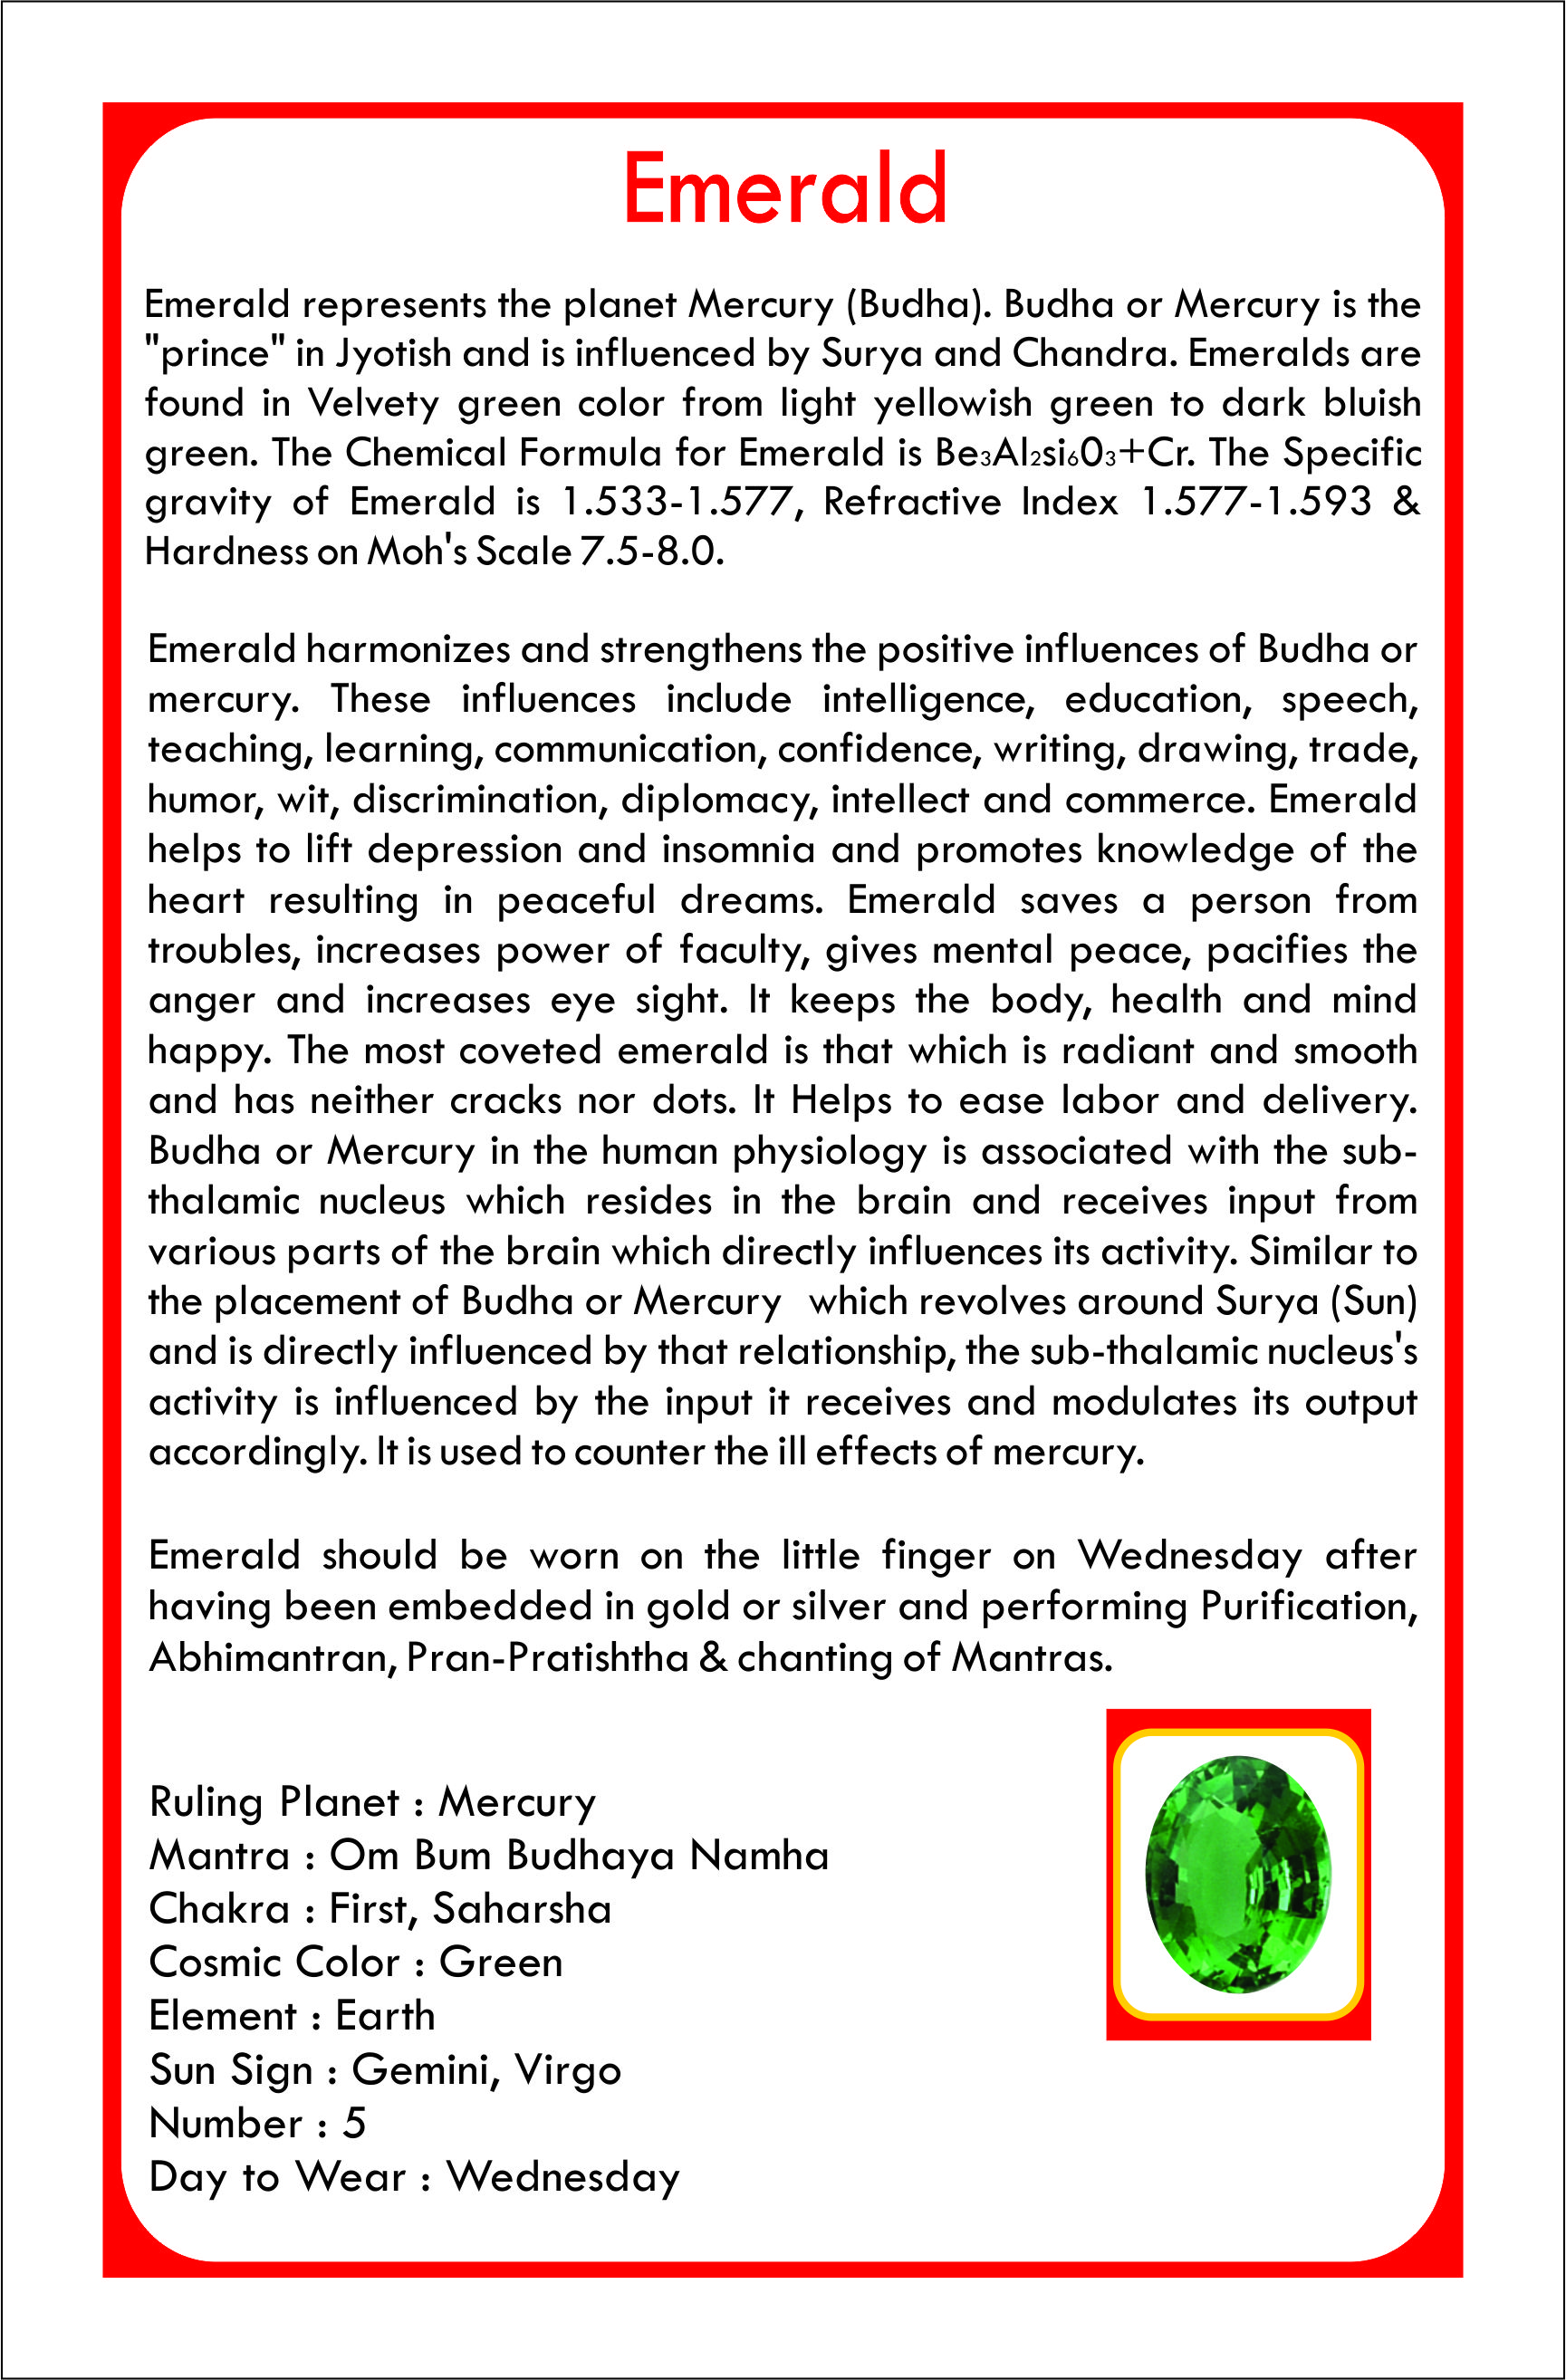 Emerald
Emerald represents the planet Mercury (Budha). Budha or Mercury is the
"prince" in Jyotish and is influenced by Surya and Chandra. Emeralds are
found in Velvety green color from light yellowish green to dark bluish
green. The Chemical Formula for Emerald is Be₃Al₂si₆0₃+Cr. The Specific
gravity of Emerald is 1.533-1.577, Refractive Index 1.577-1.593 &
Hardness on Moh's Scale 7.5-8.0.
Emerald harmonizes and strengthens the positive influences of Budha or
mercury. These influences include intelligence, education, speech,
teaching, learning, communication, confidence, writing, drawing, trade,
humor, wit, discrimination, diplomacy, intellect and commerce. Emerald
helps to lift depression and insomnia and promotes knowledge of the
heart resulting in peaceful dreams. Emerald saves a person from
troubles, increases power of faculty, gives mental peace, pacifies the
anger and increases eye sight. It keeps the body, health and mind
happy. The most coveted emerald is that which is radiant and smooth
and has neither cracks nor dots. It Helps to ease labor and delivery.
Budha or Mercury in the human physiology is associated with the sub-
thalamic nucleus which resides in the brain and receives input from
various parts of the brain which directly influences its activity. Similar to
the placement of Budha or Mercury which revolves around Surya (Sun)
and is directly influenced by that relationship, the sub-thalamic nucleus's
activity is influenced by the input it receives and modulates its output
accordingly. It is used to counter the ill effects of mercury.
Emerald should be worn on the little finger on Wednesday after
having been embedded in gold or silver and performing Purification,
Abhimantran, Pran-Pratishtha & chanting of Mantras.
Ruling Planet : Mercury
Mantra : Om Bum Budhaya Namha
Chakra : First, Saharsha
Cosmic Color : Green
Element : Earth
Sun Sign : Gemini, Virgo
Number : 5
Day to Wear : Wednesday